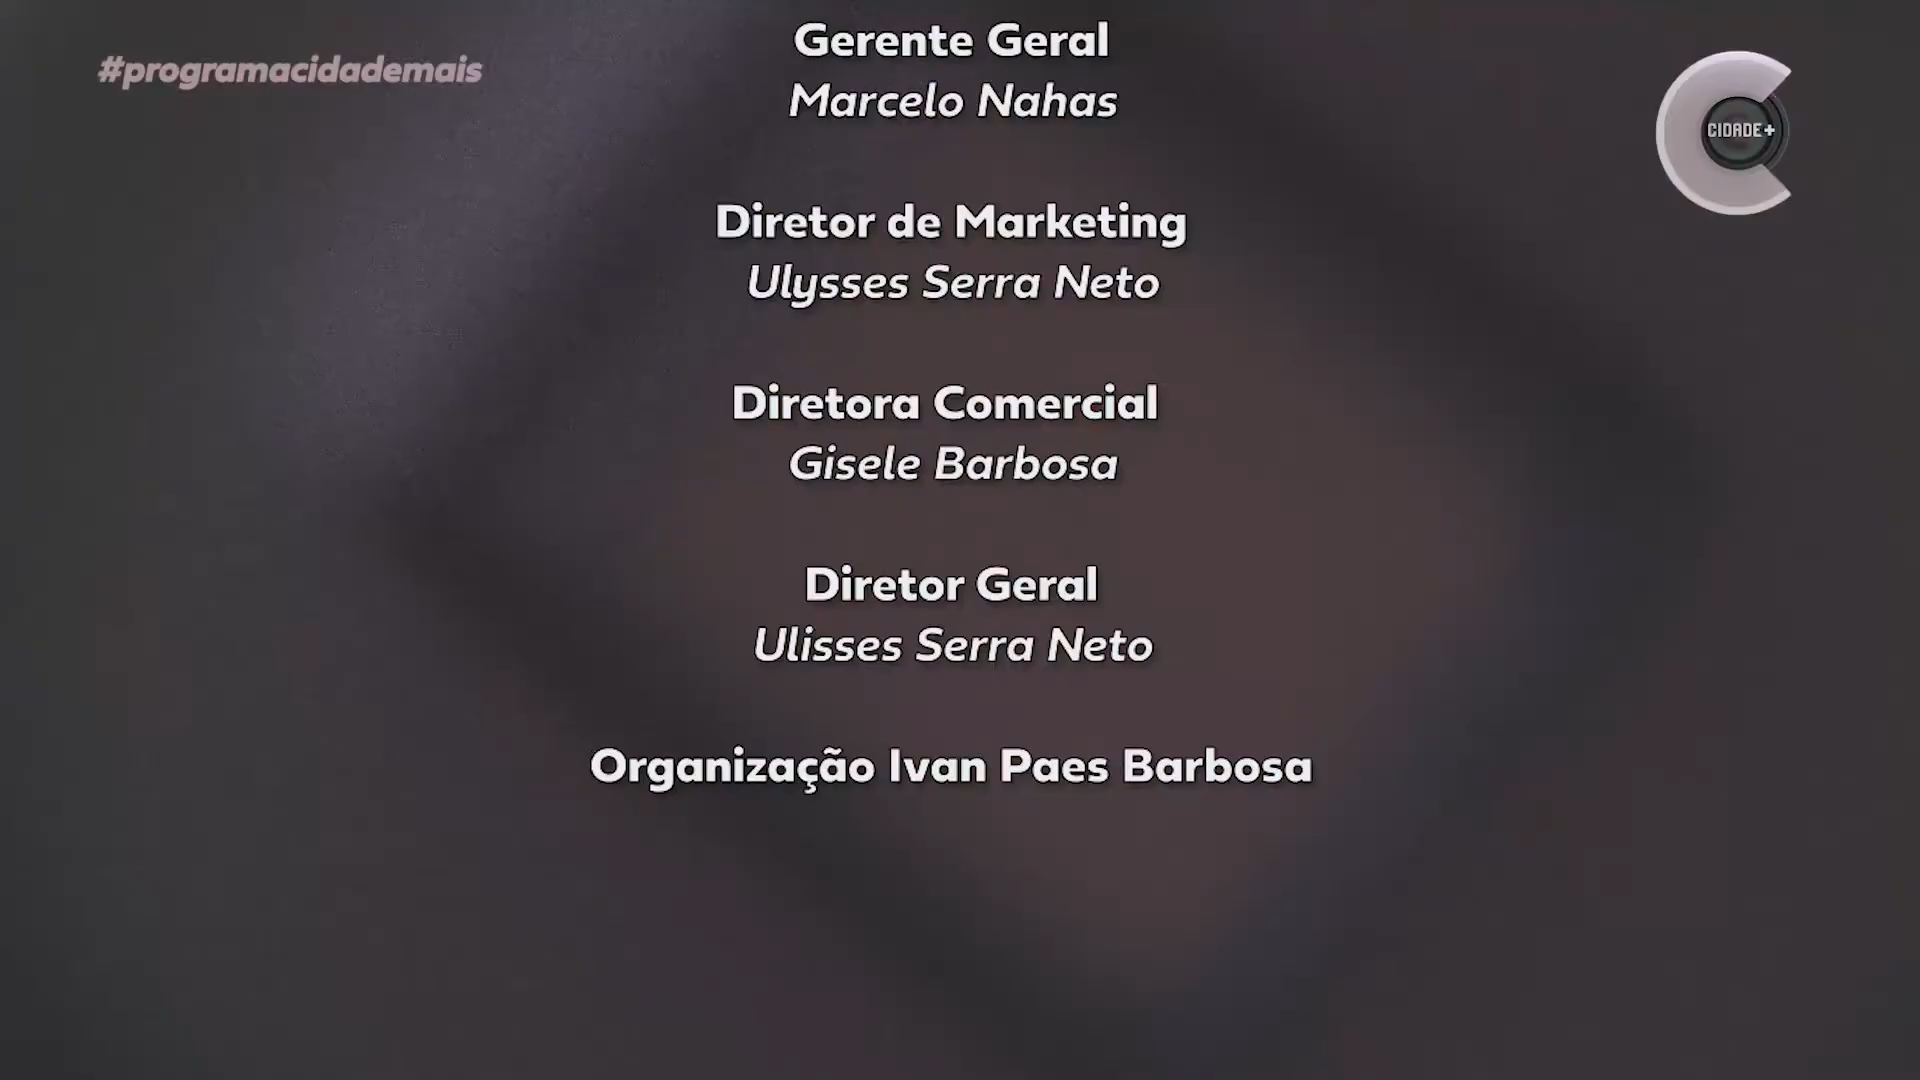 #programacidademais
CIDADE+
Gerente Geral
Marcelo Nahas
Diretor de Marketing
Ulysses Serra Neto
Diretora Comercial
Gisele Barbosa
Diretor Geral
Ulisses Serra Neto
Organização Ivan Paes Barbosa